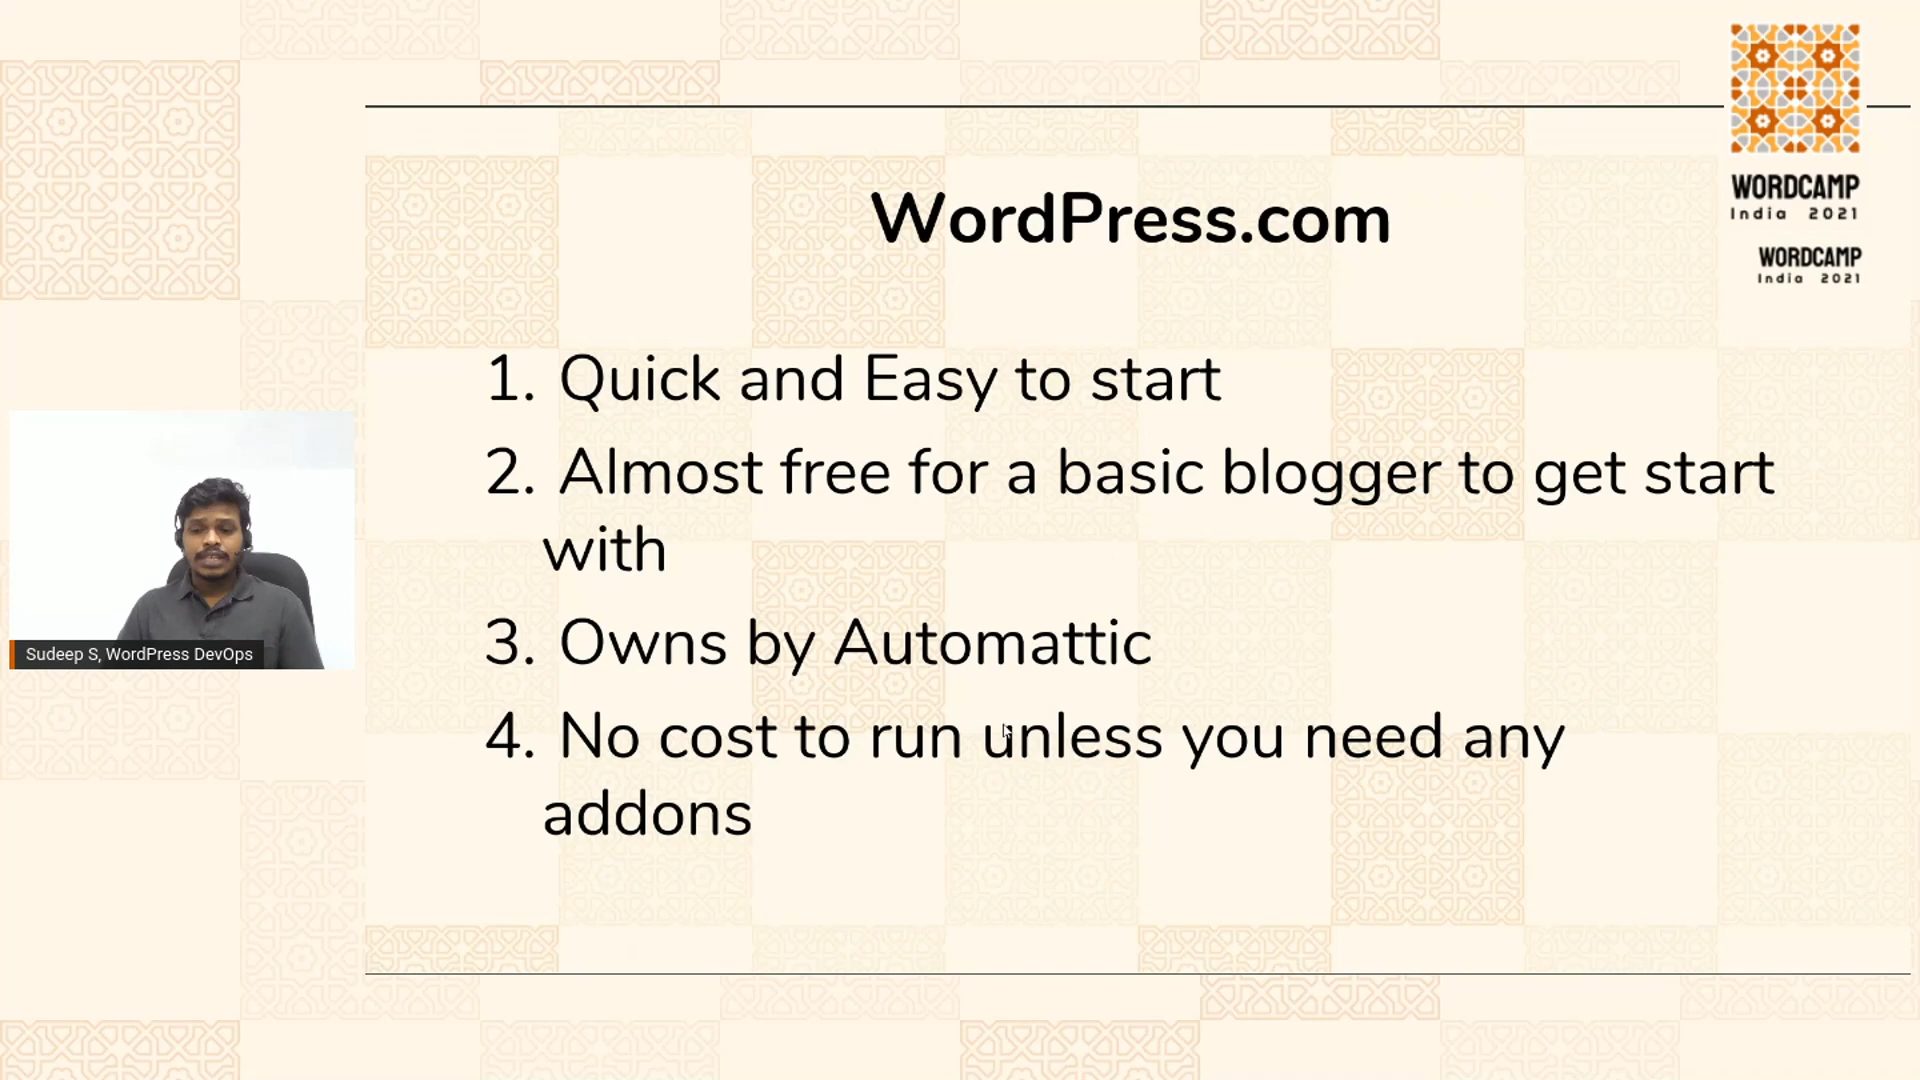 WORDCAMP
India 2021
WORDCAMP
India 2021
WordPress.com
1. Quick and Easy to start
2. Almost free for a basic blogger to get start
with
3. Owns by Automattic
4. No cost to run unless you need any
addons
Sudeep S, WordPress DevOps